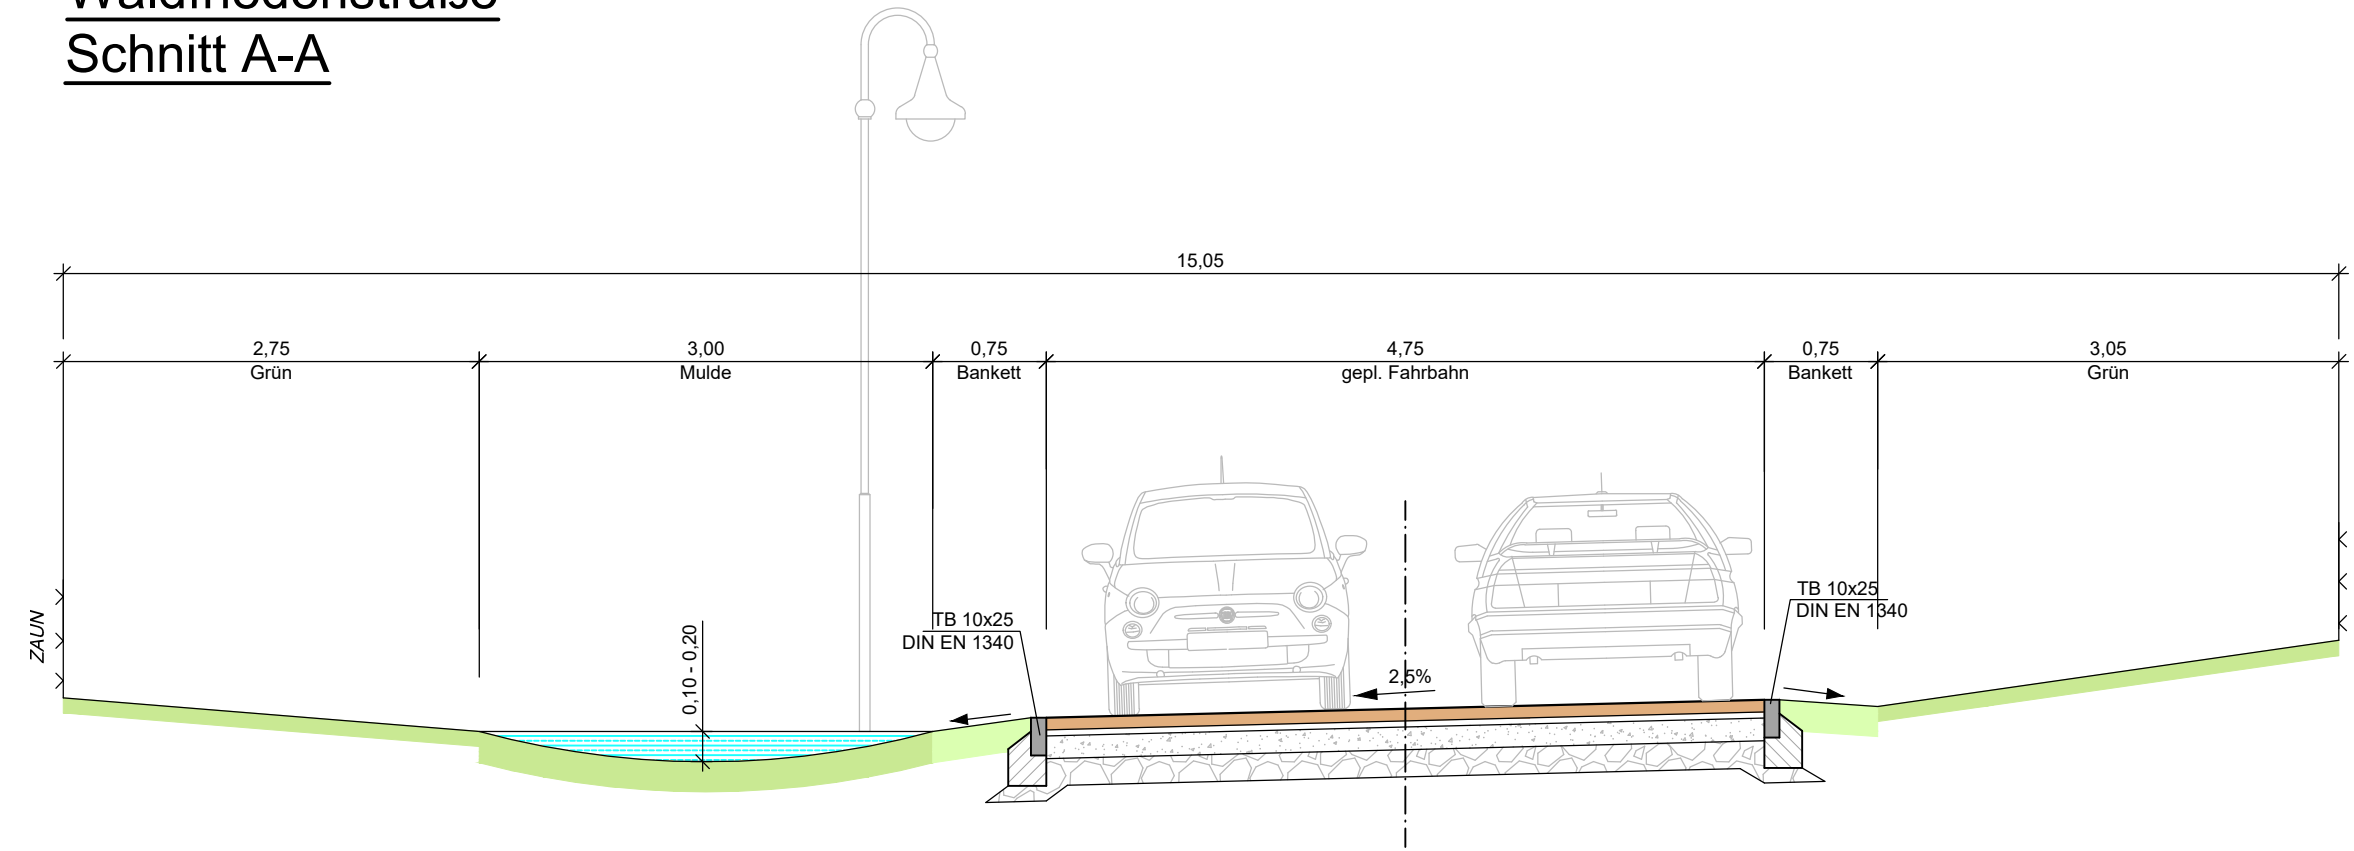 Schnitt A-A
15,05
2,75
Grün
3,00
Mulde
0,75
Bankett
4,75
gepl. Fahrbahn
0,75
Bankett
3,05
Grün
ZAUN
0,10 - 0,20
TB 10x25
DIN EN 1340
2,5%
TB 10x25
DIN EN 1340